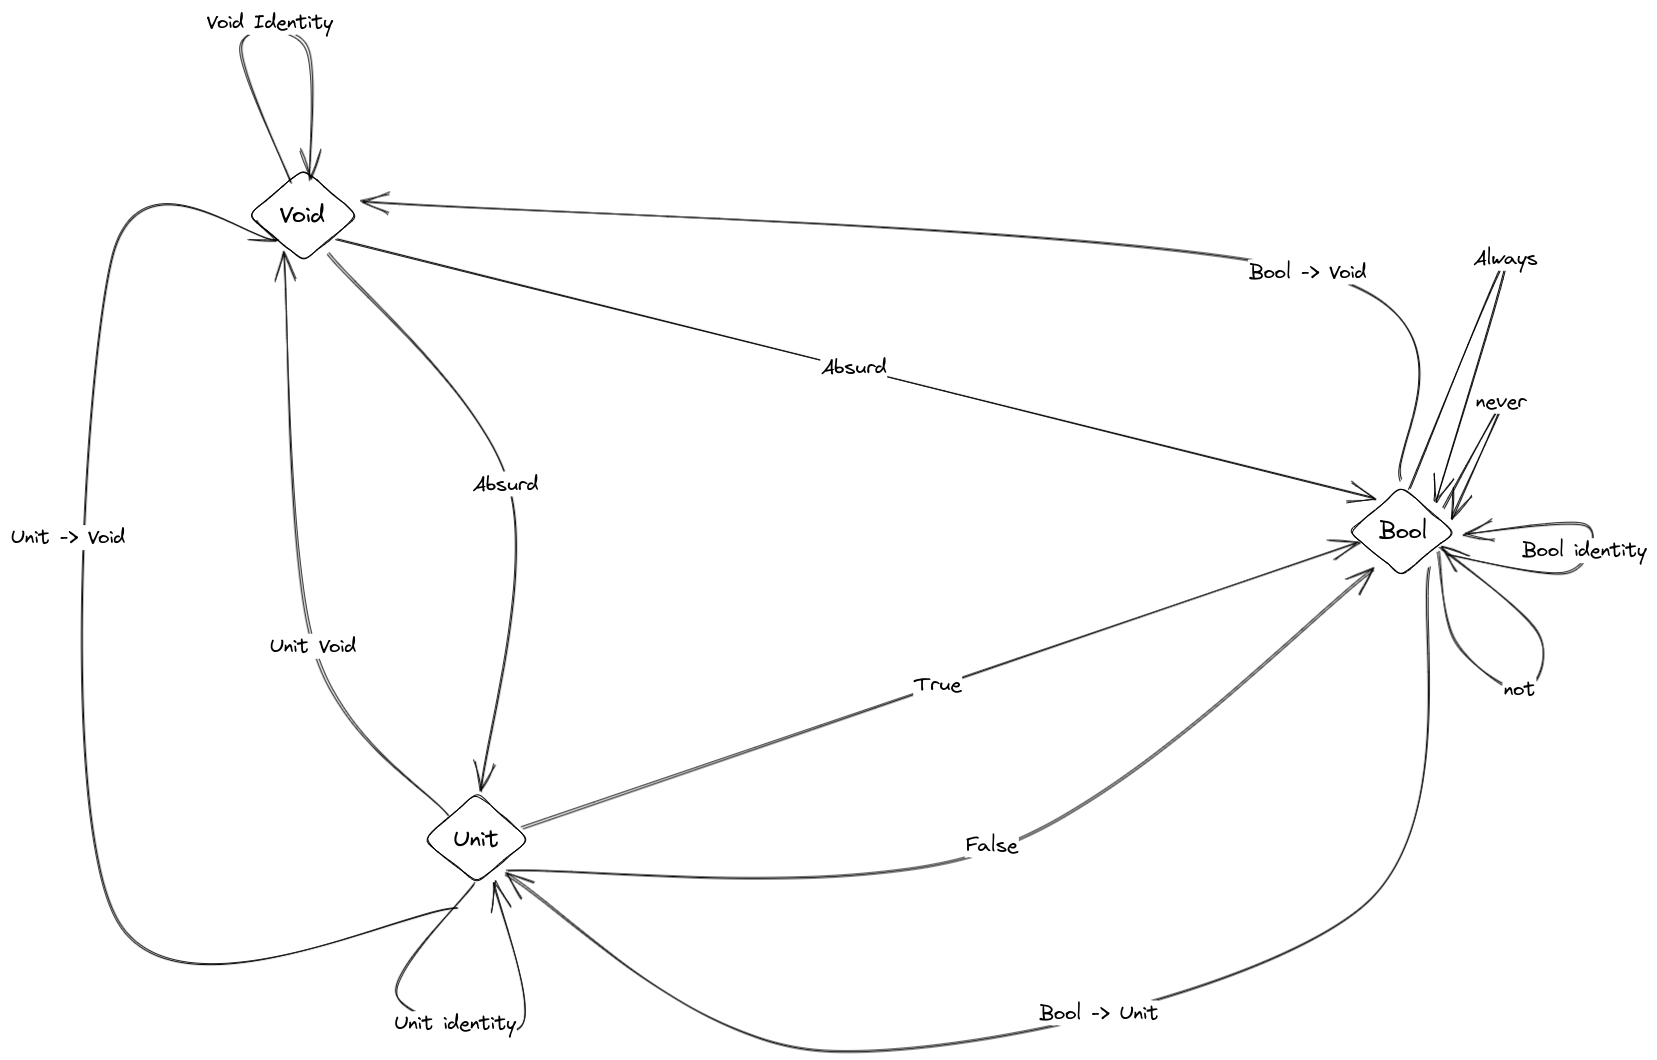 Void Identity
Void
Always
Bool -> Void
Absurd
never
Absurd
Bool
Unit -> Void
Bool identity
Unit Void
True
not
Unit
False
Bool -> Unit
Unit identity